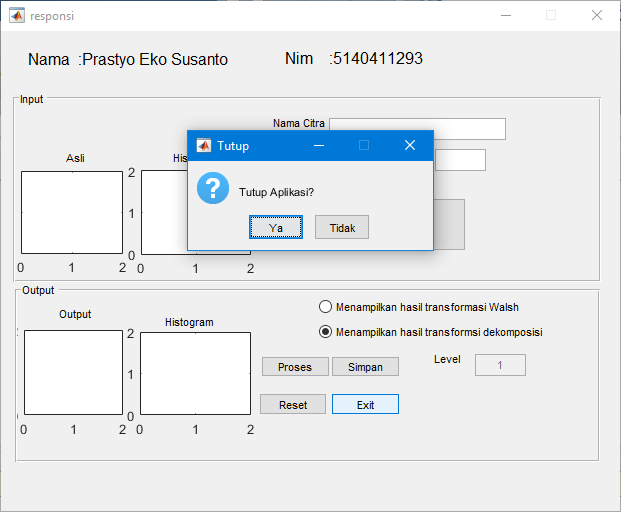 responsi
Nama :Prastyo Eko Susanto
Nim :5140411293
Input
Nama Citra
Tutup
Tutup Aplikasi?
Ya
Tidak
Asli
2
1
0
0 1 2
0 1 2
Output
Output
Histogram
2
1
0
0 1 2
0 1 2
Menampilkan hasil transformasi Walsh
Menampilkan hasil transformsi dekomposisi
Proses
Simpan
Level
1
Reset
Exit